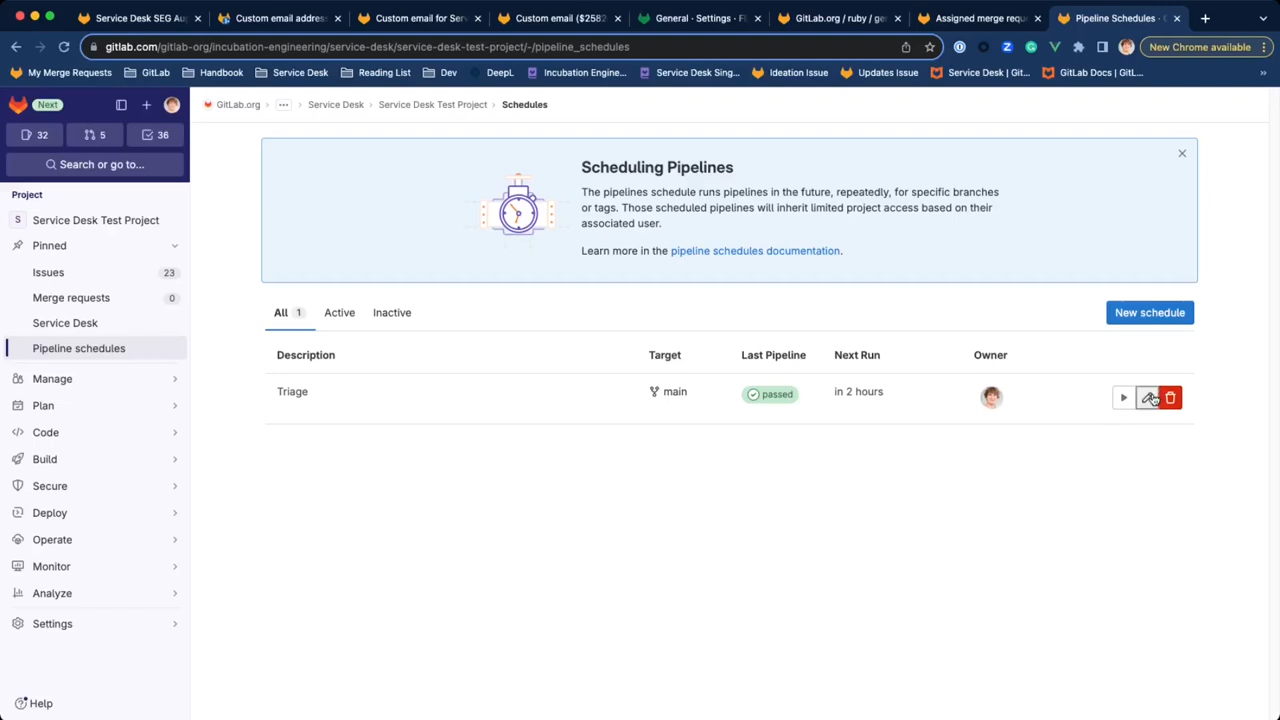 Service Desk SEG Aug
Custom email address
Custom email for Serv
Custom email ($2582
General · Settings · Fl
GitLab.org / ruby / ge
Assigned merge requ
Pipeline Schedules ·
gitlab.com/gitlab-org/incubation-engineering/service-desk/service-desk-test-project/-/pipeline_schedules
New Chrome available
My Merge Requests
GitLab
Handbook
Service Desk
Reading List
Dev
DeepL
Incubation Engine...
Service Desk Sing...
Ideation Issue
Updates Issue
Service Desk | Git...
GitLab Docs | GitL...
Next
32
5
36
Search or go to...
Project
S Service Desk Test Project
Pinned
Issues 23
Merge requests 0
Service Desk
Pipeline schedules
Manage
Plan
Code
Build
Secure
Deploy
Operate
Monitor
Analyze
Settings
Help
GitLab.org › ... › Service Desk › Service Desk Test Project › Schedules
Scheduling Pipelines
The pipelines schedule runs pipelines in the future, repeatedly, for specific branches
or tags. Those scheduled pipelines will inherit limited project access based on their
associated user.
Learn more in the pipeline schedules documentation.
All 1 Active Inactive
New schedule
Description Target Last Pipeline Next Run Owner
Triage main passed in 2 hours